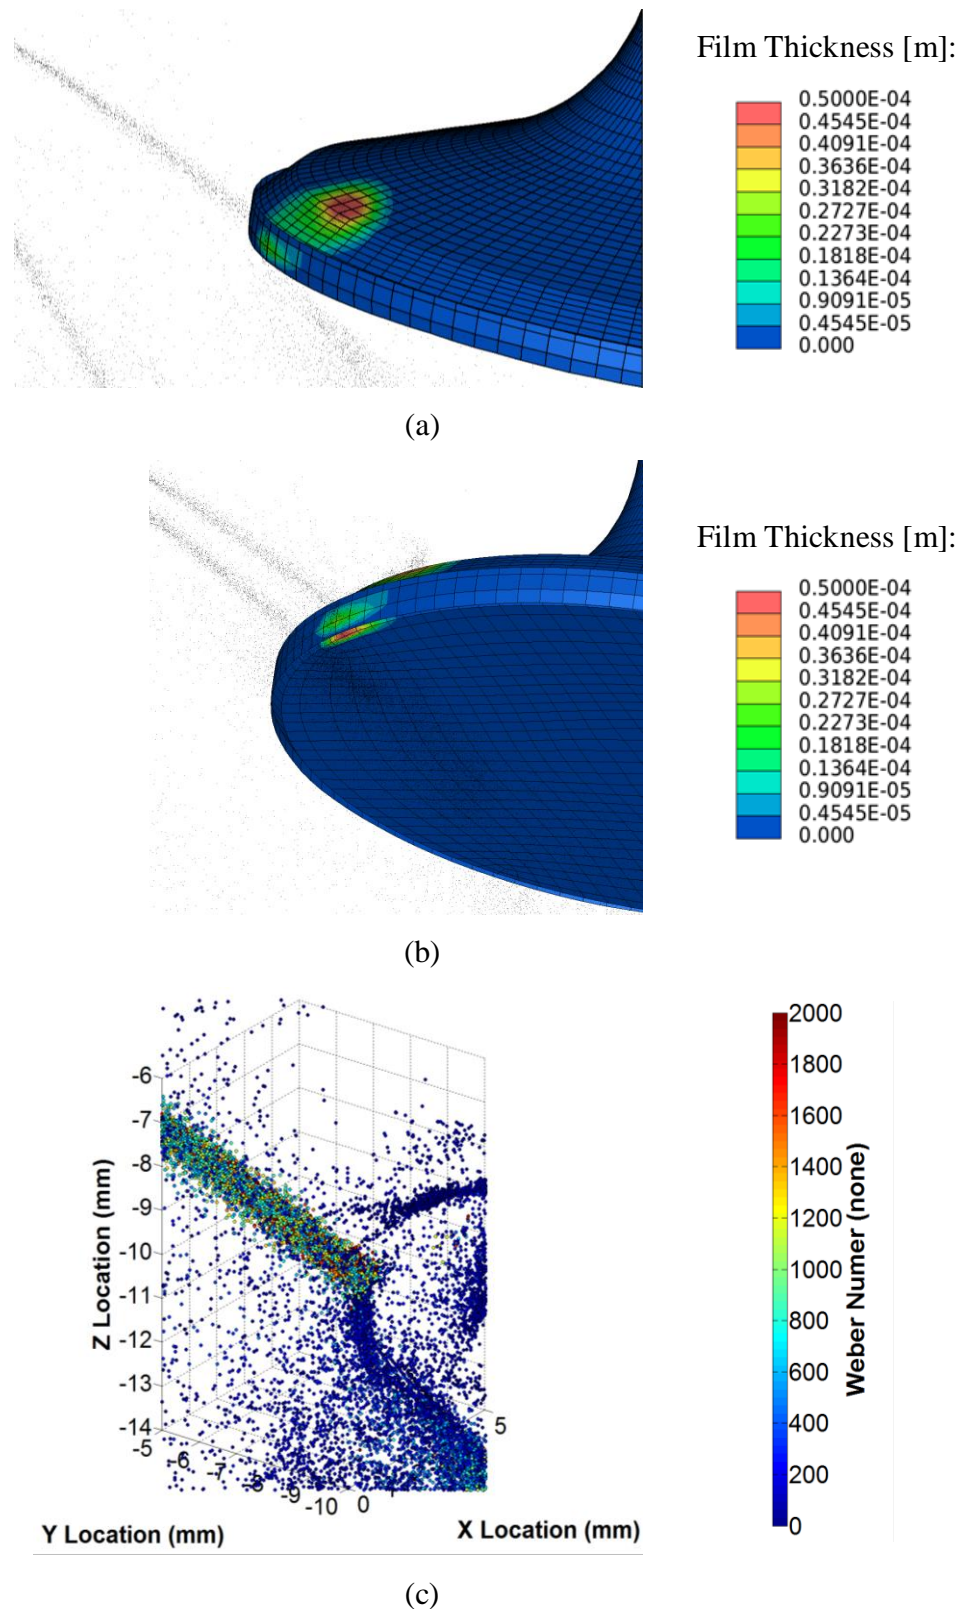 Film Thickness [m]:
0.5000E-04
0.4545E-04
0.4091E-04
0.3636E-04
0.3182E-04
0.2727E-04
0.2273E-04
0.1818E-04
0.1364E-04
0.9091E-05
0.4545E-05
0.000
(a)
Film Thickness [m]:
0.5000E-04
0.4545E-04
0.4091E-04
0.3636E-04
0.3182E-04
0.2727E-04
0.2273E-04
0.1818E-04
0.1364E-04
0.9091E-05
0.4545E-05
0.000
(b)
-6
-7
-8
-9
-10
-11
-12
-13
-14
Z Location (mm)
-5
-6
-7
-8
-9
-10
0
5
Y Location (mm)
X Location (mm)
2000
1800
1600
1400
1200
1000
800
600
400
200
0
Weber Numer (none)
(c)